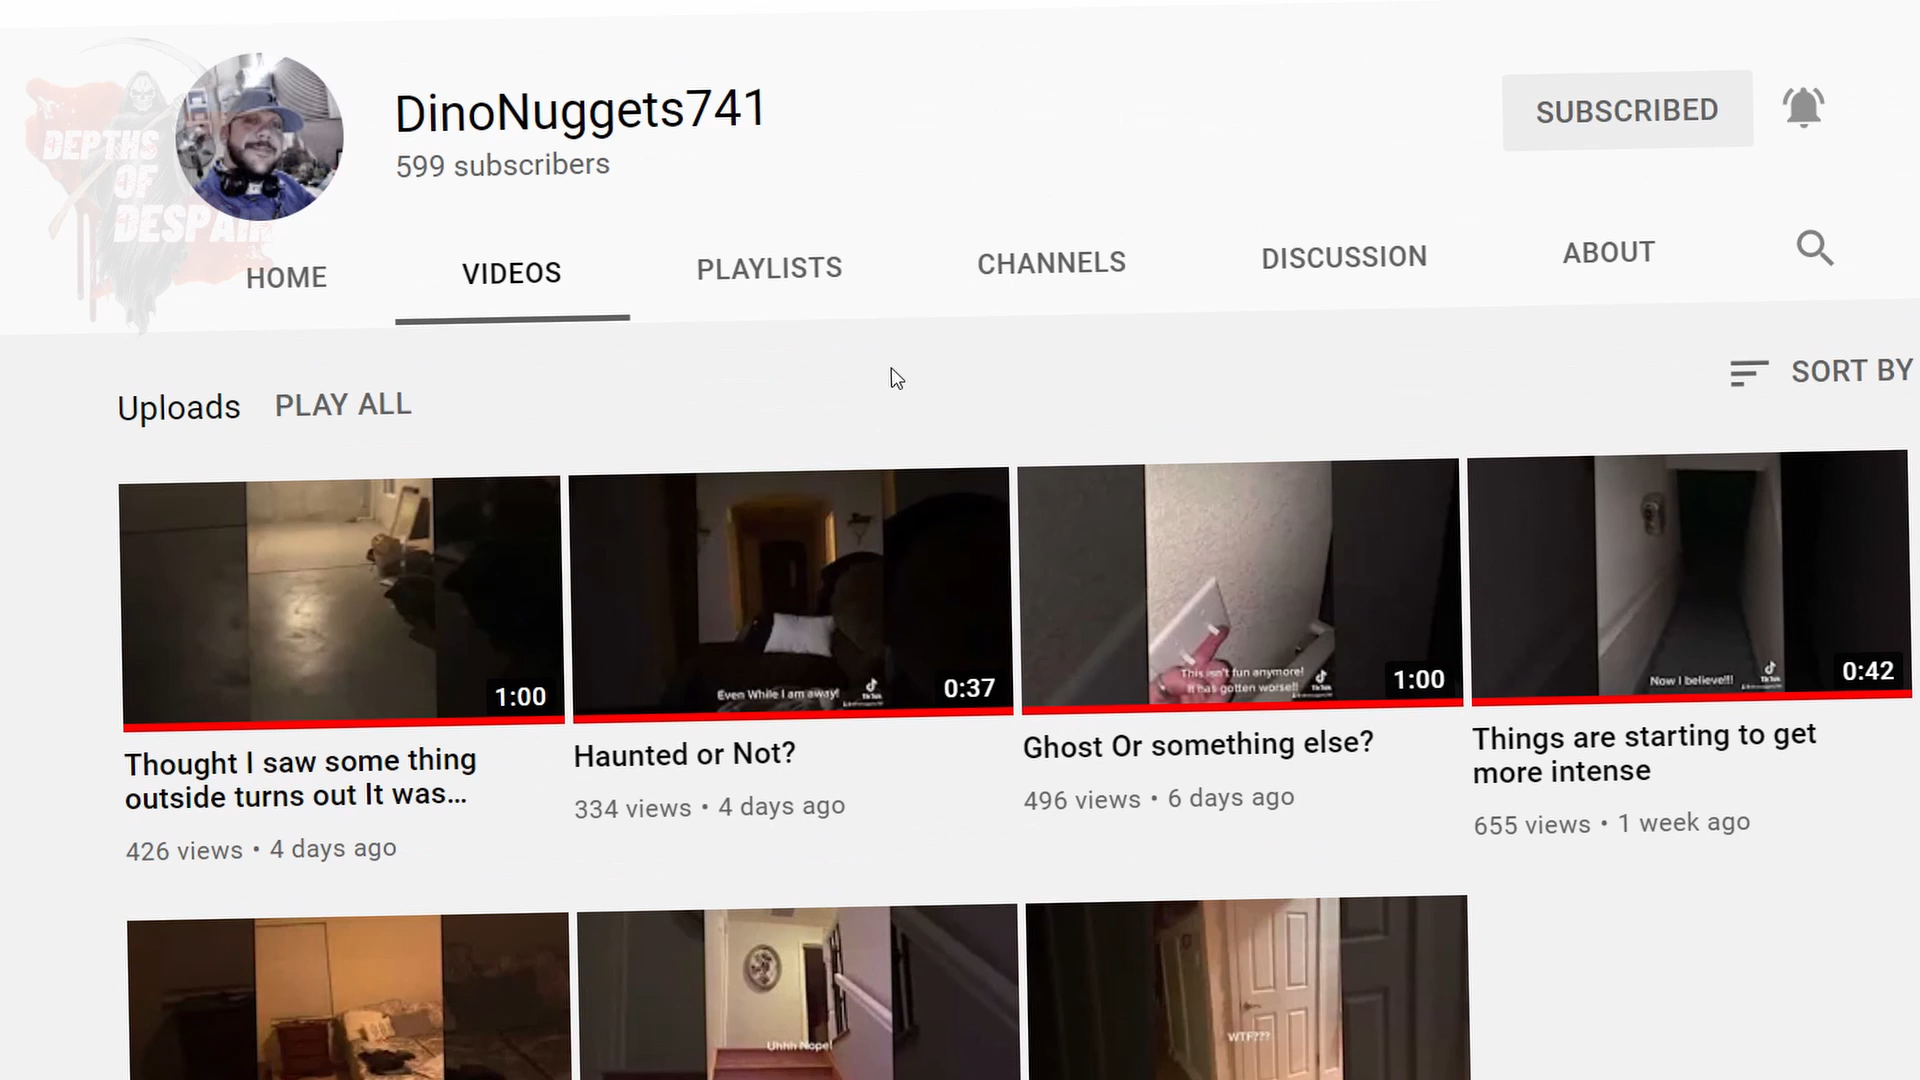 DEPTHS
OF
DESPAIR
DinoNuggets741
599 subscribers
SUBSCRIBED
HOME
VIDEOS
PLAYLISTS
CHANNELS
DISCUSSION
ABOUT
Uploads
PLAY ALL
SORT BY
1:00
Even While I am away!
TikTok
0:37
This isn't fun anymore!
It has gotten worse!!
TikTok
1:00
Now I believe!!!
TikTok
0:42
Thought I saw some thing
outside turns out It was...
426 views • 4 days ago
Haunted or Not?
334 views • 4 days ago
Ghost Or something else?
496 views • 6 days ago
Things are starting to get
more intense
655 views • 1 week ago
Uhhh Nope!
WTF???